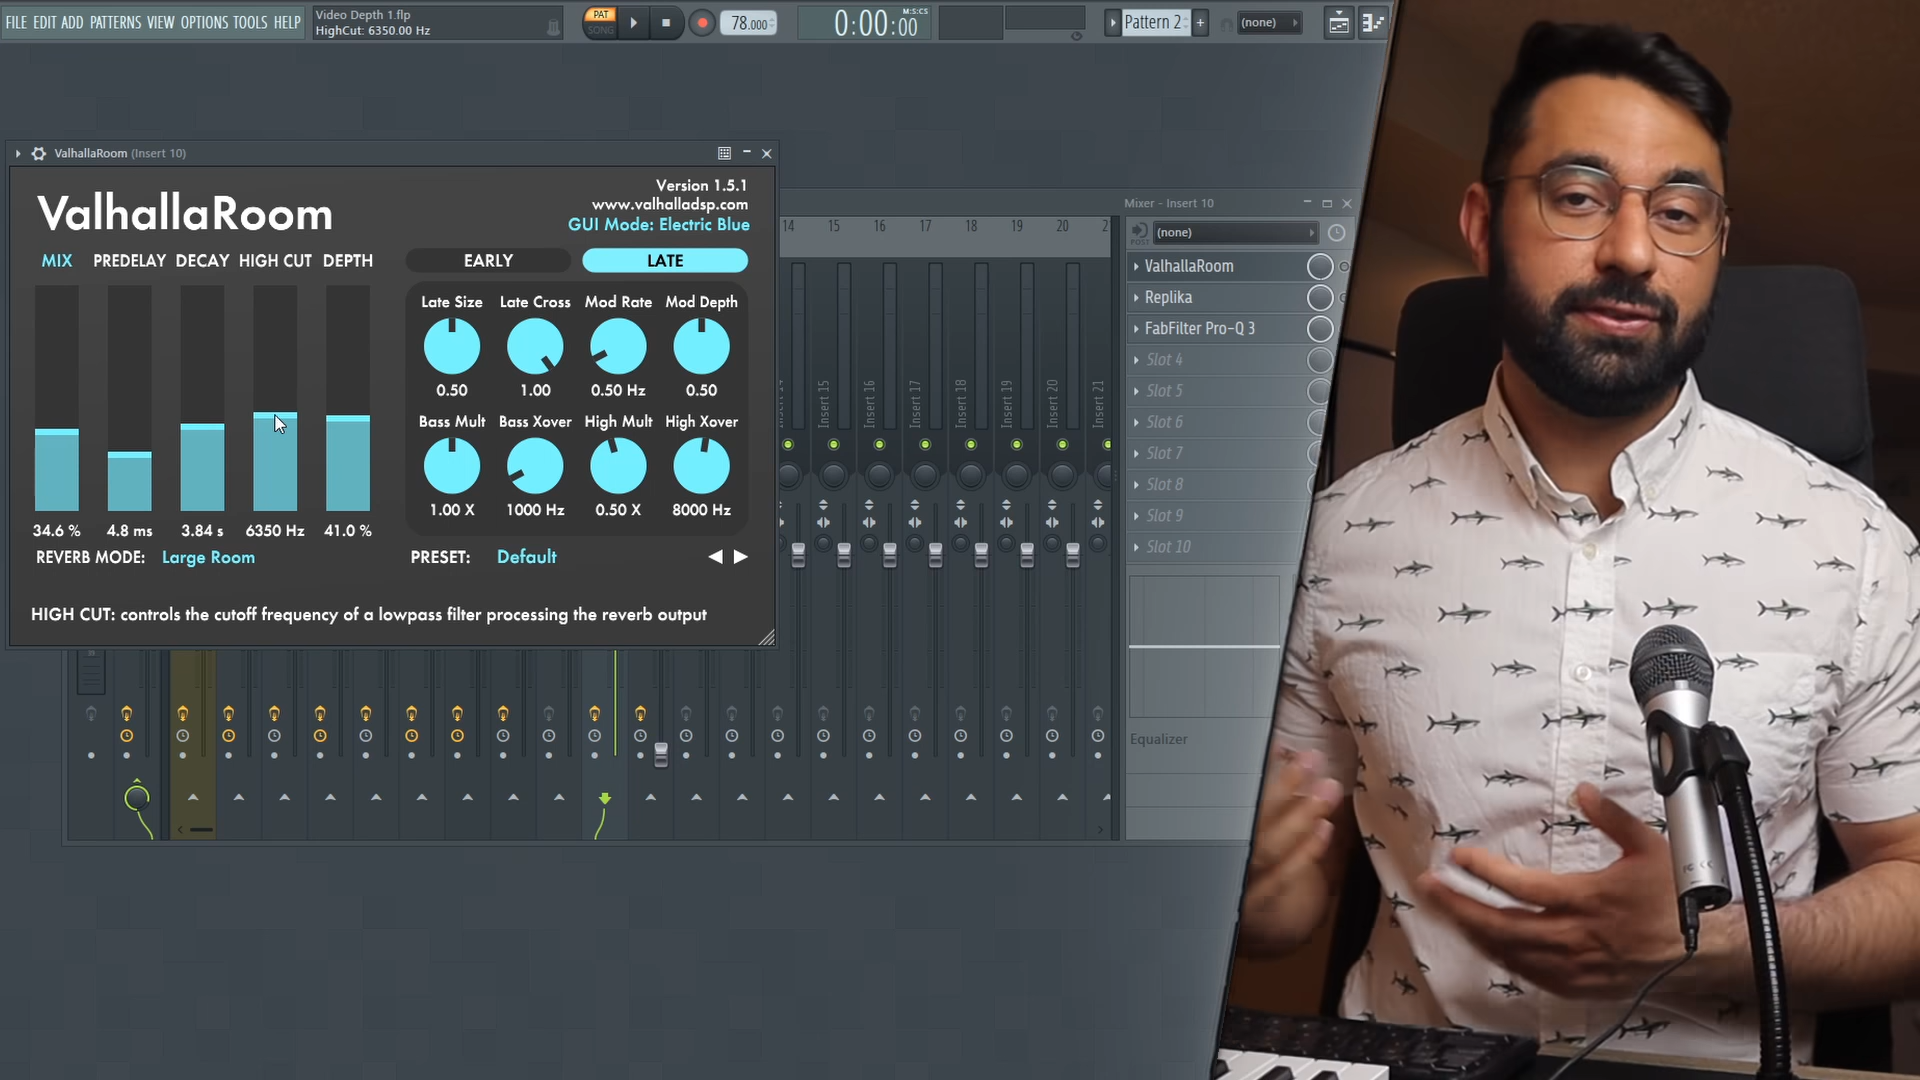 FILE EDIT ADD PATTERNS VIEW OPTIONS TOOLS HELP
Video Depth 1.flp
HighCut: 6350.00 Hz
PAT
SONG
78.000
0:00:00
M:S:CS
Pattern 2
(none)
ValhallaRoom (Insert 10)
ValhallaRoom
Version 1.5.1
www.valhalladsp.com
GUI Mode: Electric Blue
MIX PREDELAY DECAY HIGH CUT DEPTH
EARLY LATE
Late Size Late Cross Mod Rate Mod Depth
0.50 1.00 0.50 Hz 0.50
Bass Mult Bass Xover High Mult High Xover
1.00 X 1000 Hz 0.50 X 8000 Hz
34.6 % 4.8 ms 3.84 s 6350 Hz 41.0 %
REVERB MODE: Large Room
PRESET: Default
HIGH CUT: controls the cutoff frequency of a lowpass filter processing the reverb output
14 15 16 17 18 19 20
Insert 15
Insert 16
Insert 17
Insert 18
Insert 19
Insert 20
Insert 21
Mixer - Insert 10
POST
(none)
ValhallaRoom
Replika
FabFilter Pro-Q 3
Slot 4
Slot 5
Slot 6
Slot 7
Slot 8
Slot 9
Slot 10
Equalizer